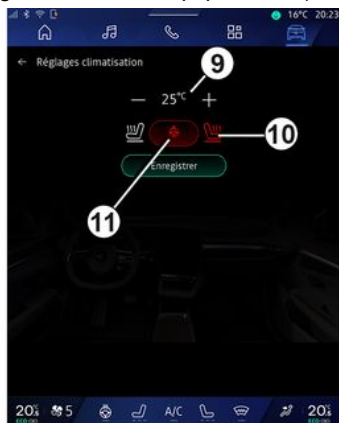 16°C 20:23
← Réglages climatisation
9
— 25°C +
10
Enregistrer
11
20 5 A/C 20